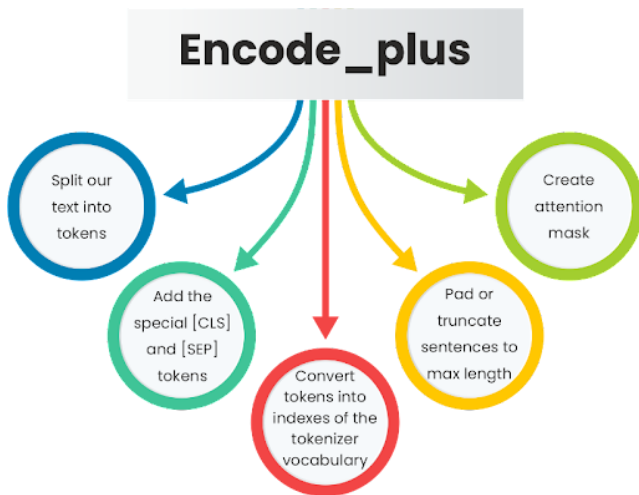 Encode_plus
Split our
text into
tokens
Add the
special [CLS]
and [SEP]
tokens
Convert
tokens into
indexes of the
tokenizer
vocabulary
Pad or
truncate
sentences to
max length
Create
attention
mask